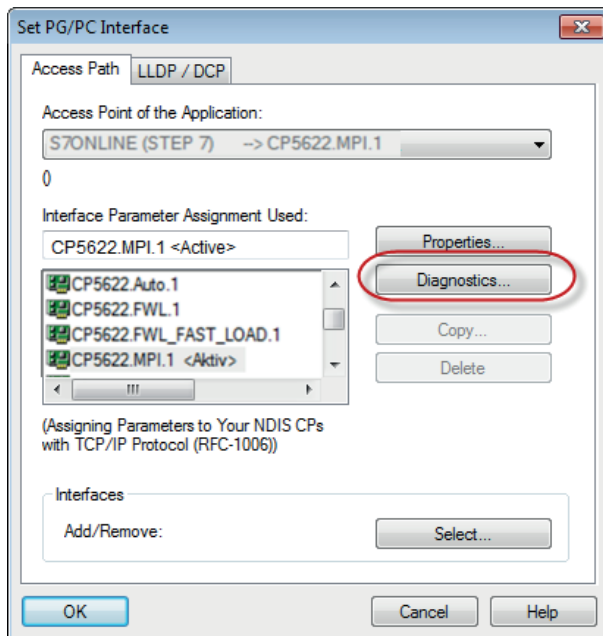 Set PG/PC Interface
Access Path
LLDP / DCP
Access Point of the Application:
S7ONLINE (STEP 7) --> CP5622.MPI.1
()
Interface Parameter Assignment Used:
CP5622.MPI.1 <Active>
Properties...
CP5622.Auto.1
Diagnostics...
CP5622.FWL.1
CP5622.FWL_FAST_LOAD.1
Copy...
CP5622.MPI.1 <Aktiv>
Delete
(Assigning Parameters to Your NDIS CPs
with TCP/IP Protocol (RFC-1006))
Interfaces
Add/Remove:
Select...
OK
Cancel
Help